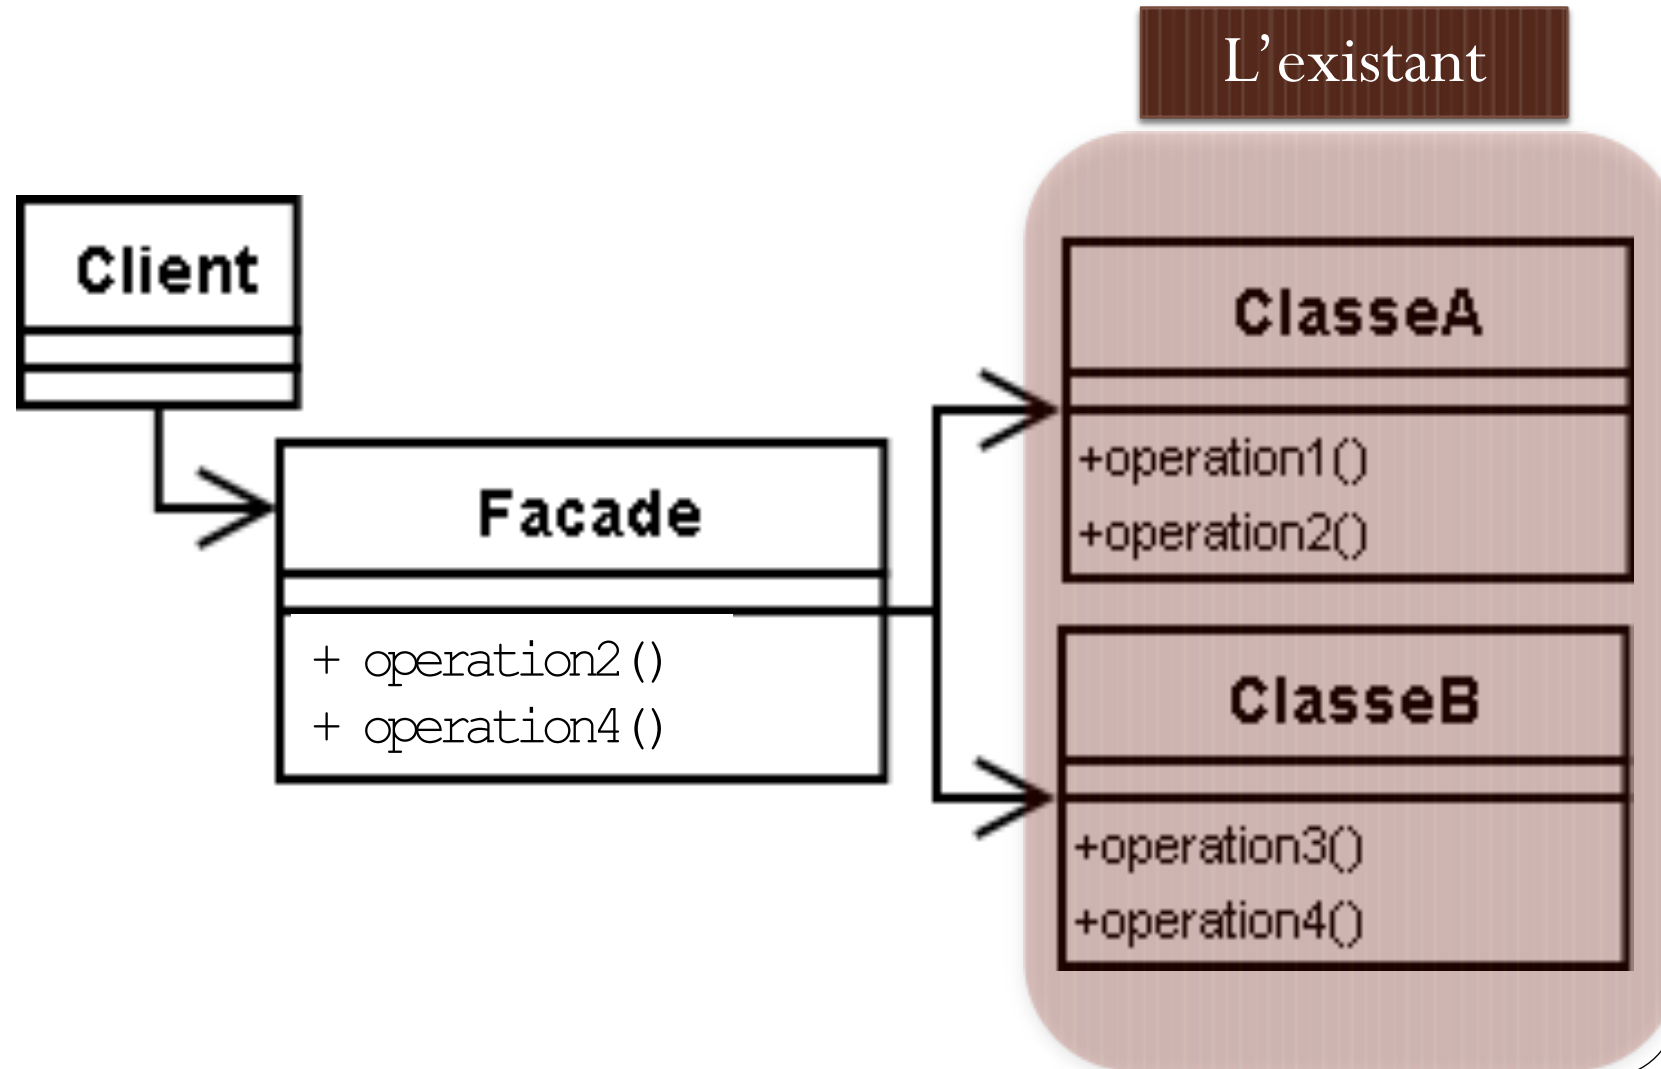 L'existant
Client
ClasseA
+operation1()
+operation2()
Facade
+ operation2()
+ operation4()
ClasseB
+operation3()
+operation4()